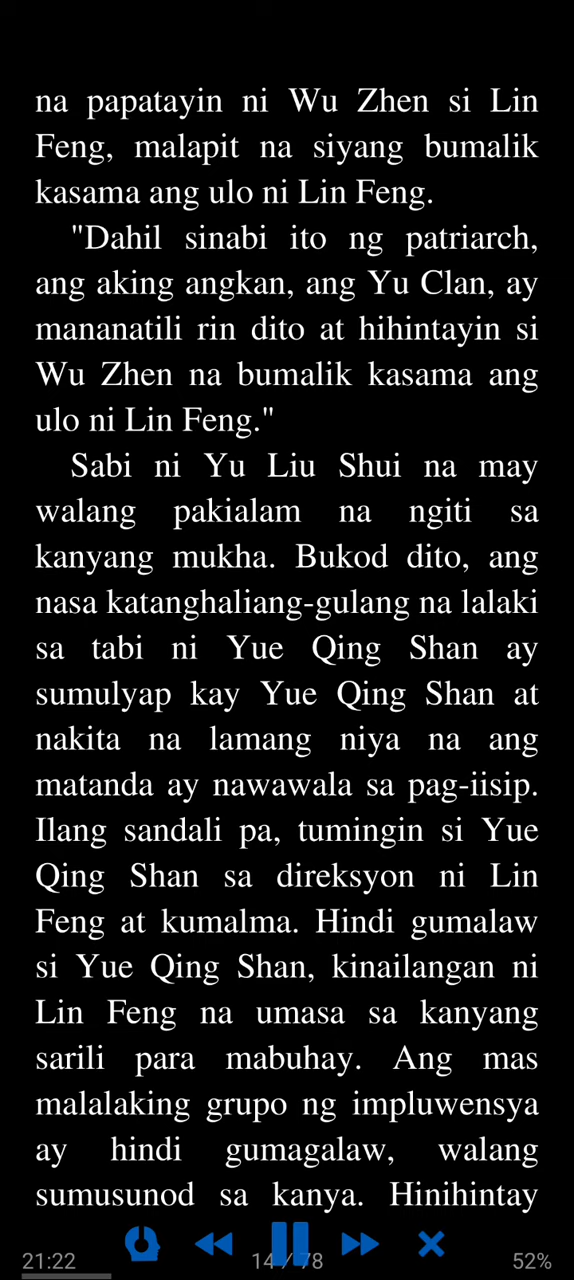 na papatayin ni Wu Zhen si Lin
Feng, malapit na siyang bumalik
kasama ang ulo ni Lin Feng.
"Dahil sinabi ito ng patriarch,
ang aking angkan, ang Yu Clan, ay
mananatili rin dito at hihintayin si
Wu Zhen na bumalik kasama ang
ulo ni Lin Feng."
Sabi ni Yu Liu Shui na may
walang pakialam na ngiti sa
kanyang mukha. Bukod dito, ang
nasa katanghaliang-gulang na lalaki
sa tabi ni Yue Qing Shan ay
sumulyap kay Yue Qing Shan at
nakita na lamang niya na ang
matanda ay nawawala sa pag-iisip.
Ilang sandali pa, tumingin si Yue
Qing Shan sa direksyon ni Lin
Feng at kumalma. Hindi gumalaw
si Yue Qing Shan, kinailangan ni
Lin Feng na umasa sa kanyang
sarili para mabuhay. Ang mas
malalaking grupo ng impluwensya
ay hindi gumagalaw, walang
sumusunod sa kanya. Hinihintay
21:22 14 / 78 52%